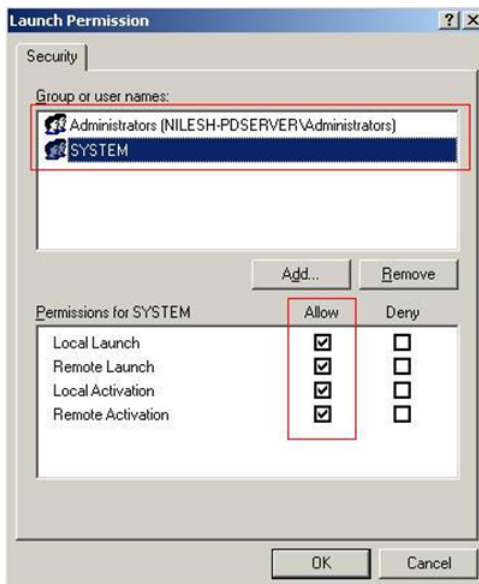 Launch Permission
Security
Group or user names:
Administrators (NILESH-PDSERVER\Administrators)
SYSTEM
Add... Remove
Permissions for SYSTEM Allow Deny
Local Launch
Remote Launch
Local Activation
Remote Activation
OK Cancel